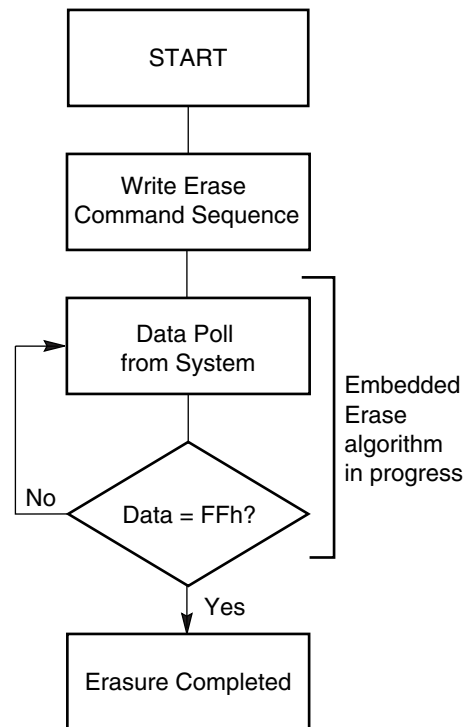 START
Write Erase
Command Sequence
Data Poll
from System
Embedded
Erase
algorithm
in progress
No
Data = FFh?
Yes
Erasure Completed